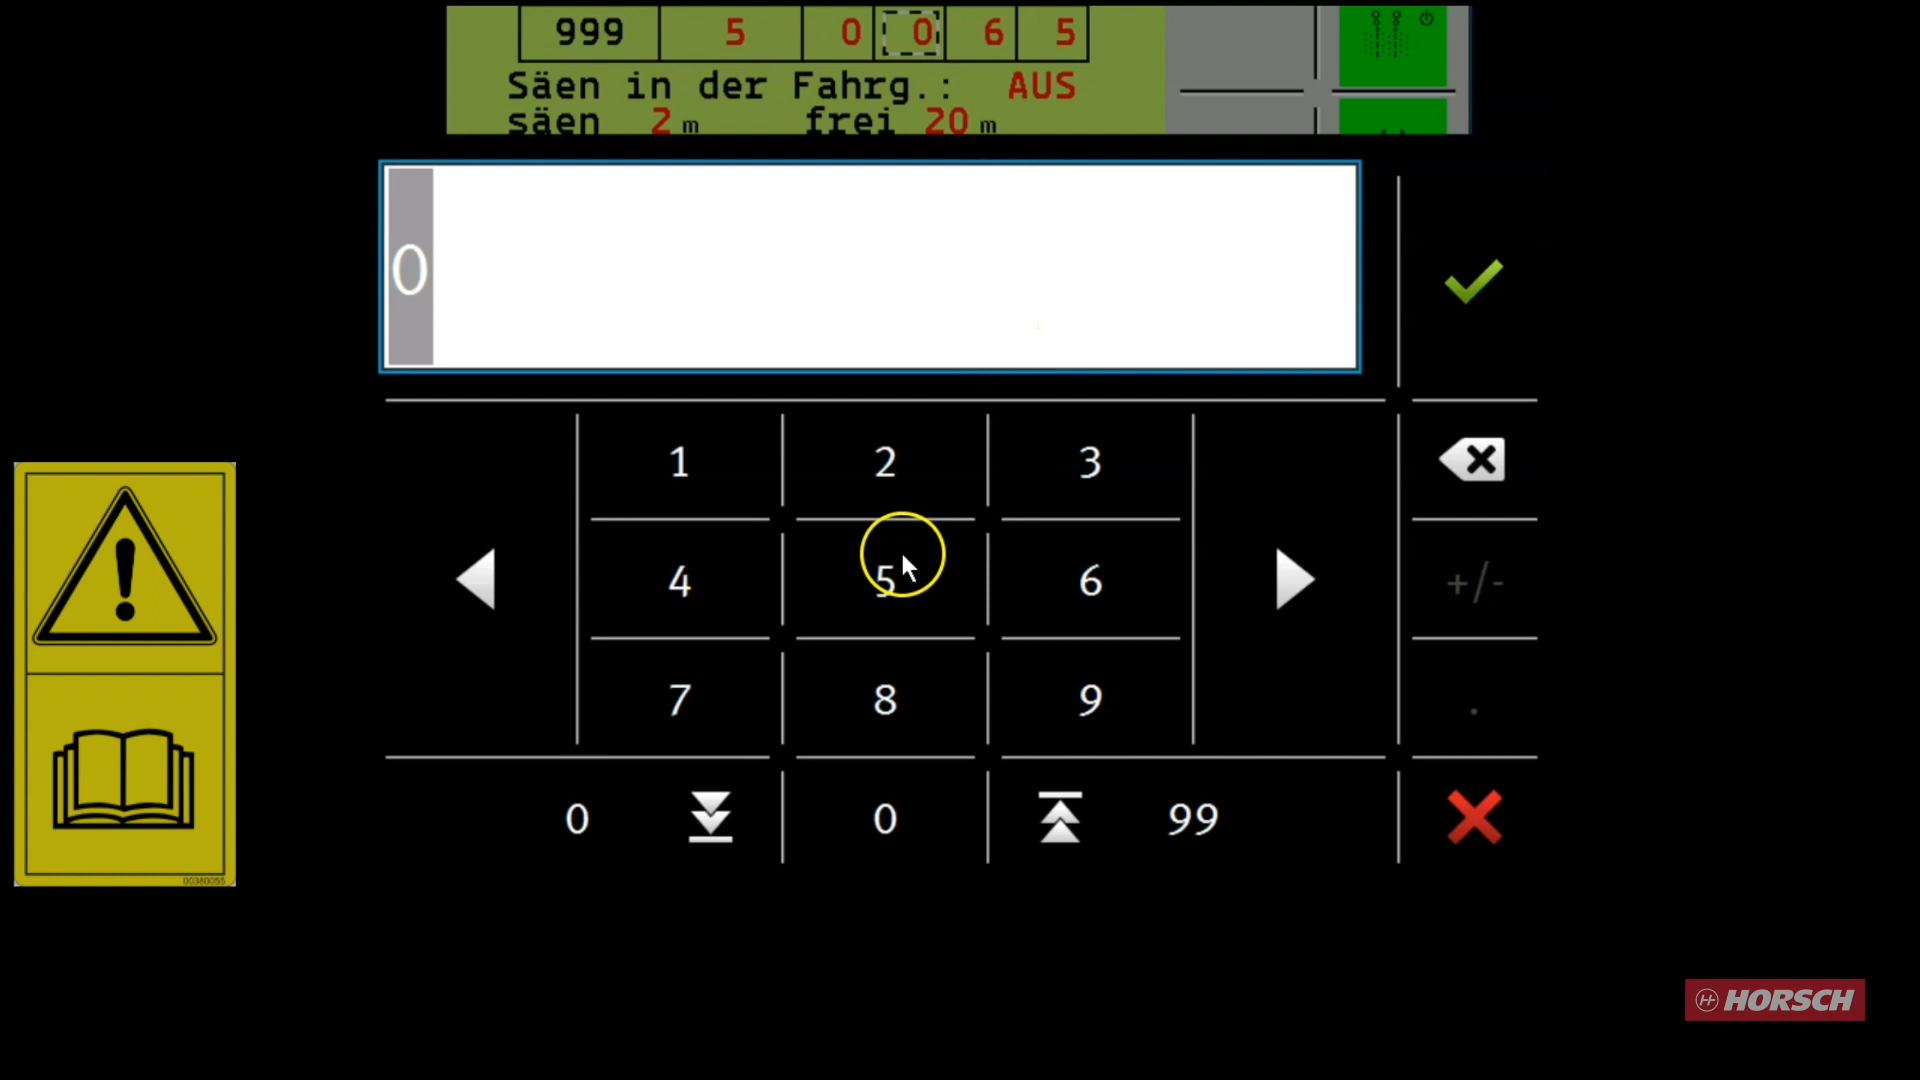 999 5 0 0 6 5
Säen in der Fahrg.: AUS
säen 2 m frei 20 m
0
1 2 3
4 5 6 +/-
7 8 9 .
0 0 99
00380055
HORSCH